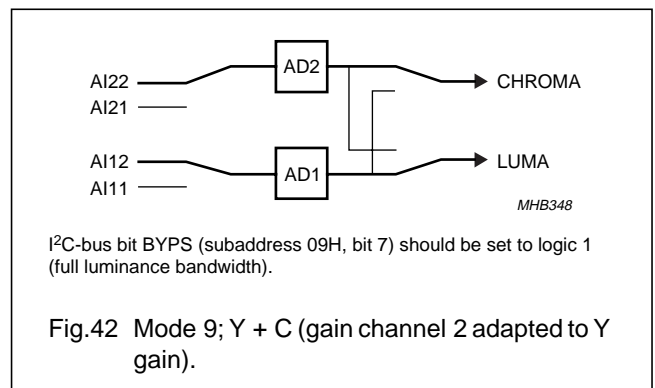 AD2
AI22
CHROMA
AI21
AI12
LUMA
AD1
AI11
MHB348
I2C-bus bit BYPS (subaddress 09H, bit 7) should be set to logic 1
(full luminance bandwidth).
Fig.42 Mode 9; Y + C (gain channel 2 adapted to Y
gain).